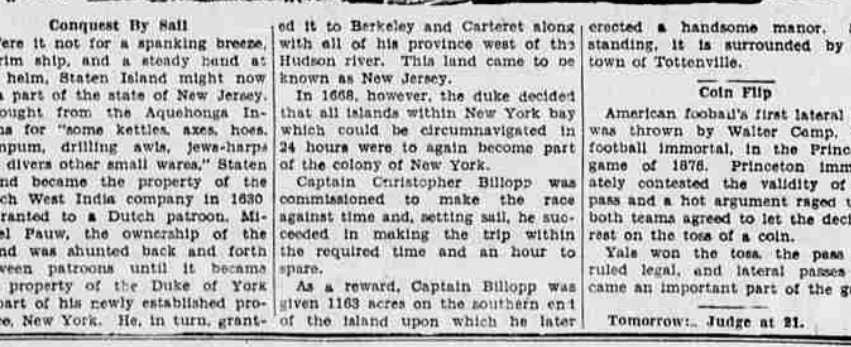 Conquest By Sail
ere it not for a spanking breeze,
rim ship, and a steady hand at
helm, Staten Island might now
part of the state of New Jersey.
ought from the Aquehonga In-
for "some kettles, axes, hoes,
mpum, drilling awls, jews-harps
divers other small wares," Staten
nd became the property of the
ch West India company in 1630
ranted to a Dutch patroon, Mi-
el Pauw, the ownership of the
nd was shunted back and forth
ween patroons until it became
property of the Duke of York
part of his newly established pro-
ce, New York. He, in turn, grant-
ed it to Berkeley and Carteret along
with all of his province west of the
Hudson river. This land came to be
known as New Jersey.
In 1668, however, the duke decided
that all islands within New York bay
which could be circumnavigated in
24 hours were to again become part
of the colony of New York.
Captain Christopher Billopp was
commissioned to make the race
against time and, setting sail, he suc-
ceeded in making the trip within
the required time and an hour to
spare.
As a reward, Captain Billopp was
given 1163 acres on the southern end
of the island upon which he later
erected a handsome manor.
standing, it is surrounded by
town of Tottenville.
Coin Flip
American fooball's first lateral
was thrown by Walter Camp,
football immortal, in the Princ
game of 1876. Princeton imm
ately contested the validity of
pass and a hot argument raged
both teams agreed to let the deci
rest on the toss of a coin.
Yale won the toss, the pass
ruled legal, and lateral passes
came an important part of the g
Tomorrow:. Judge at 21.